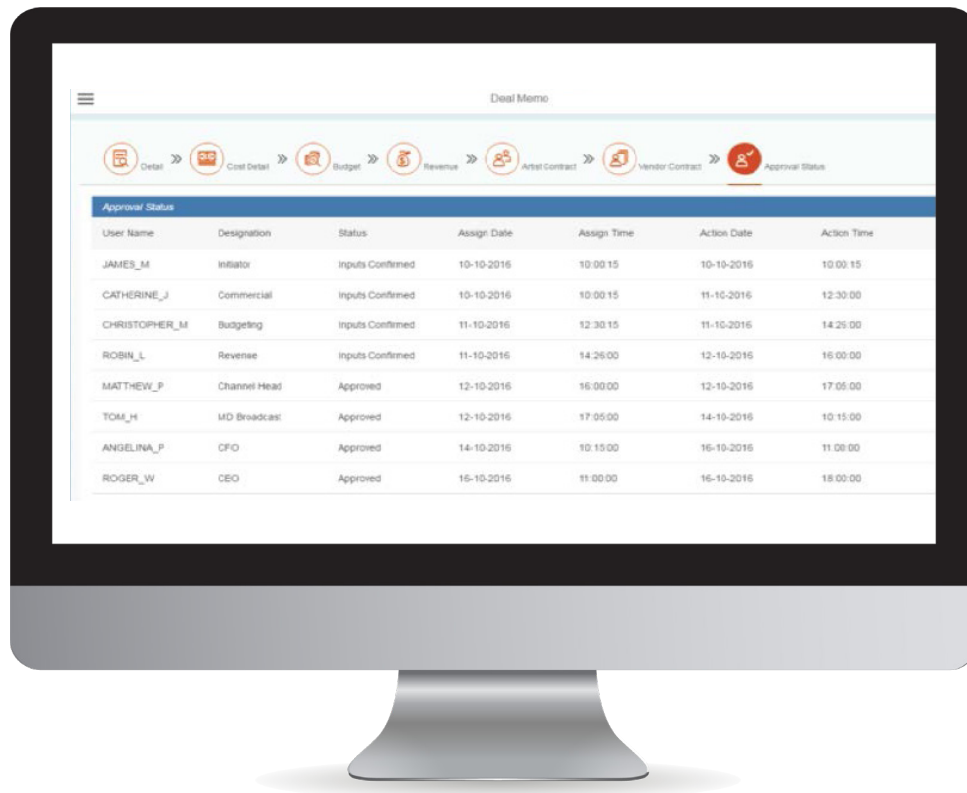 Deal Memo
Detail Cost Detail Budget Revenue Artist Contract Vendor Contract Approval Status
Approval Status
User Name Designation Status Assign Date Assign Time Action Date Action Time
JAMES_M Initiator Inputs Confirmed 10-10-2016 10:00:15 10-10-2016 10:00:15
CATHERINE_J Commercial Inputs Confirmed 10-10-2016 10:00:15 11-10-2016 12:30:00
CHRISTOPHER_M Budgeting Inputs Confirmed 11-10-2016 12:30:15 11-10-2016 14:26:00
ROBIN_L Revenue Inputs Confirmed 11-10-2016 14:26:00 12-10-2016 16:00:00
MATTHEW_P Channel Head Approved 12-10-2016 16:00:00 12-10-2016 17:05:00
TOM_H MD Broadcast Approved 12-10-2016 17:05:00 14-10-2016 10:15:00
ANGELINA_P CFO Approved 14-10-2016 10:15:00 16-10-2016 11:00:00
ROGER_W CEO Approved 16-10-2016 11:00:00 16-10-2016 18:00:00